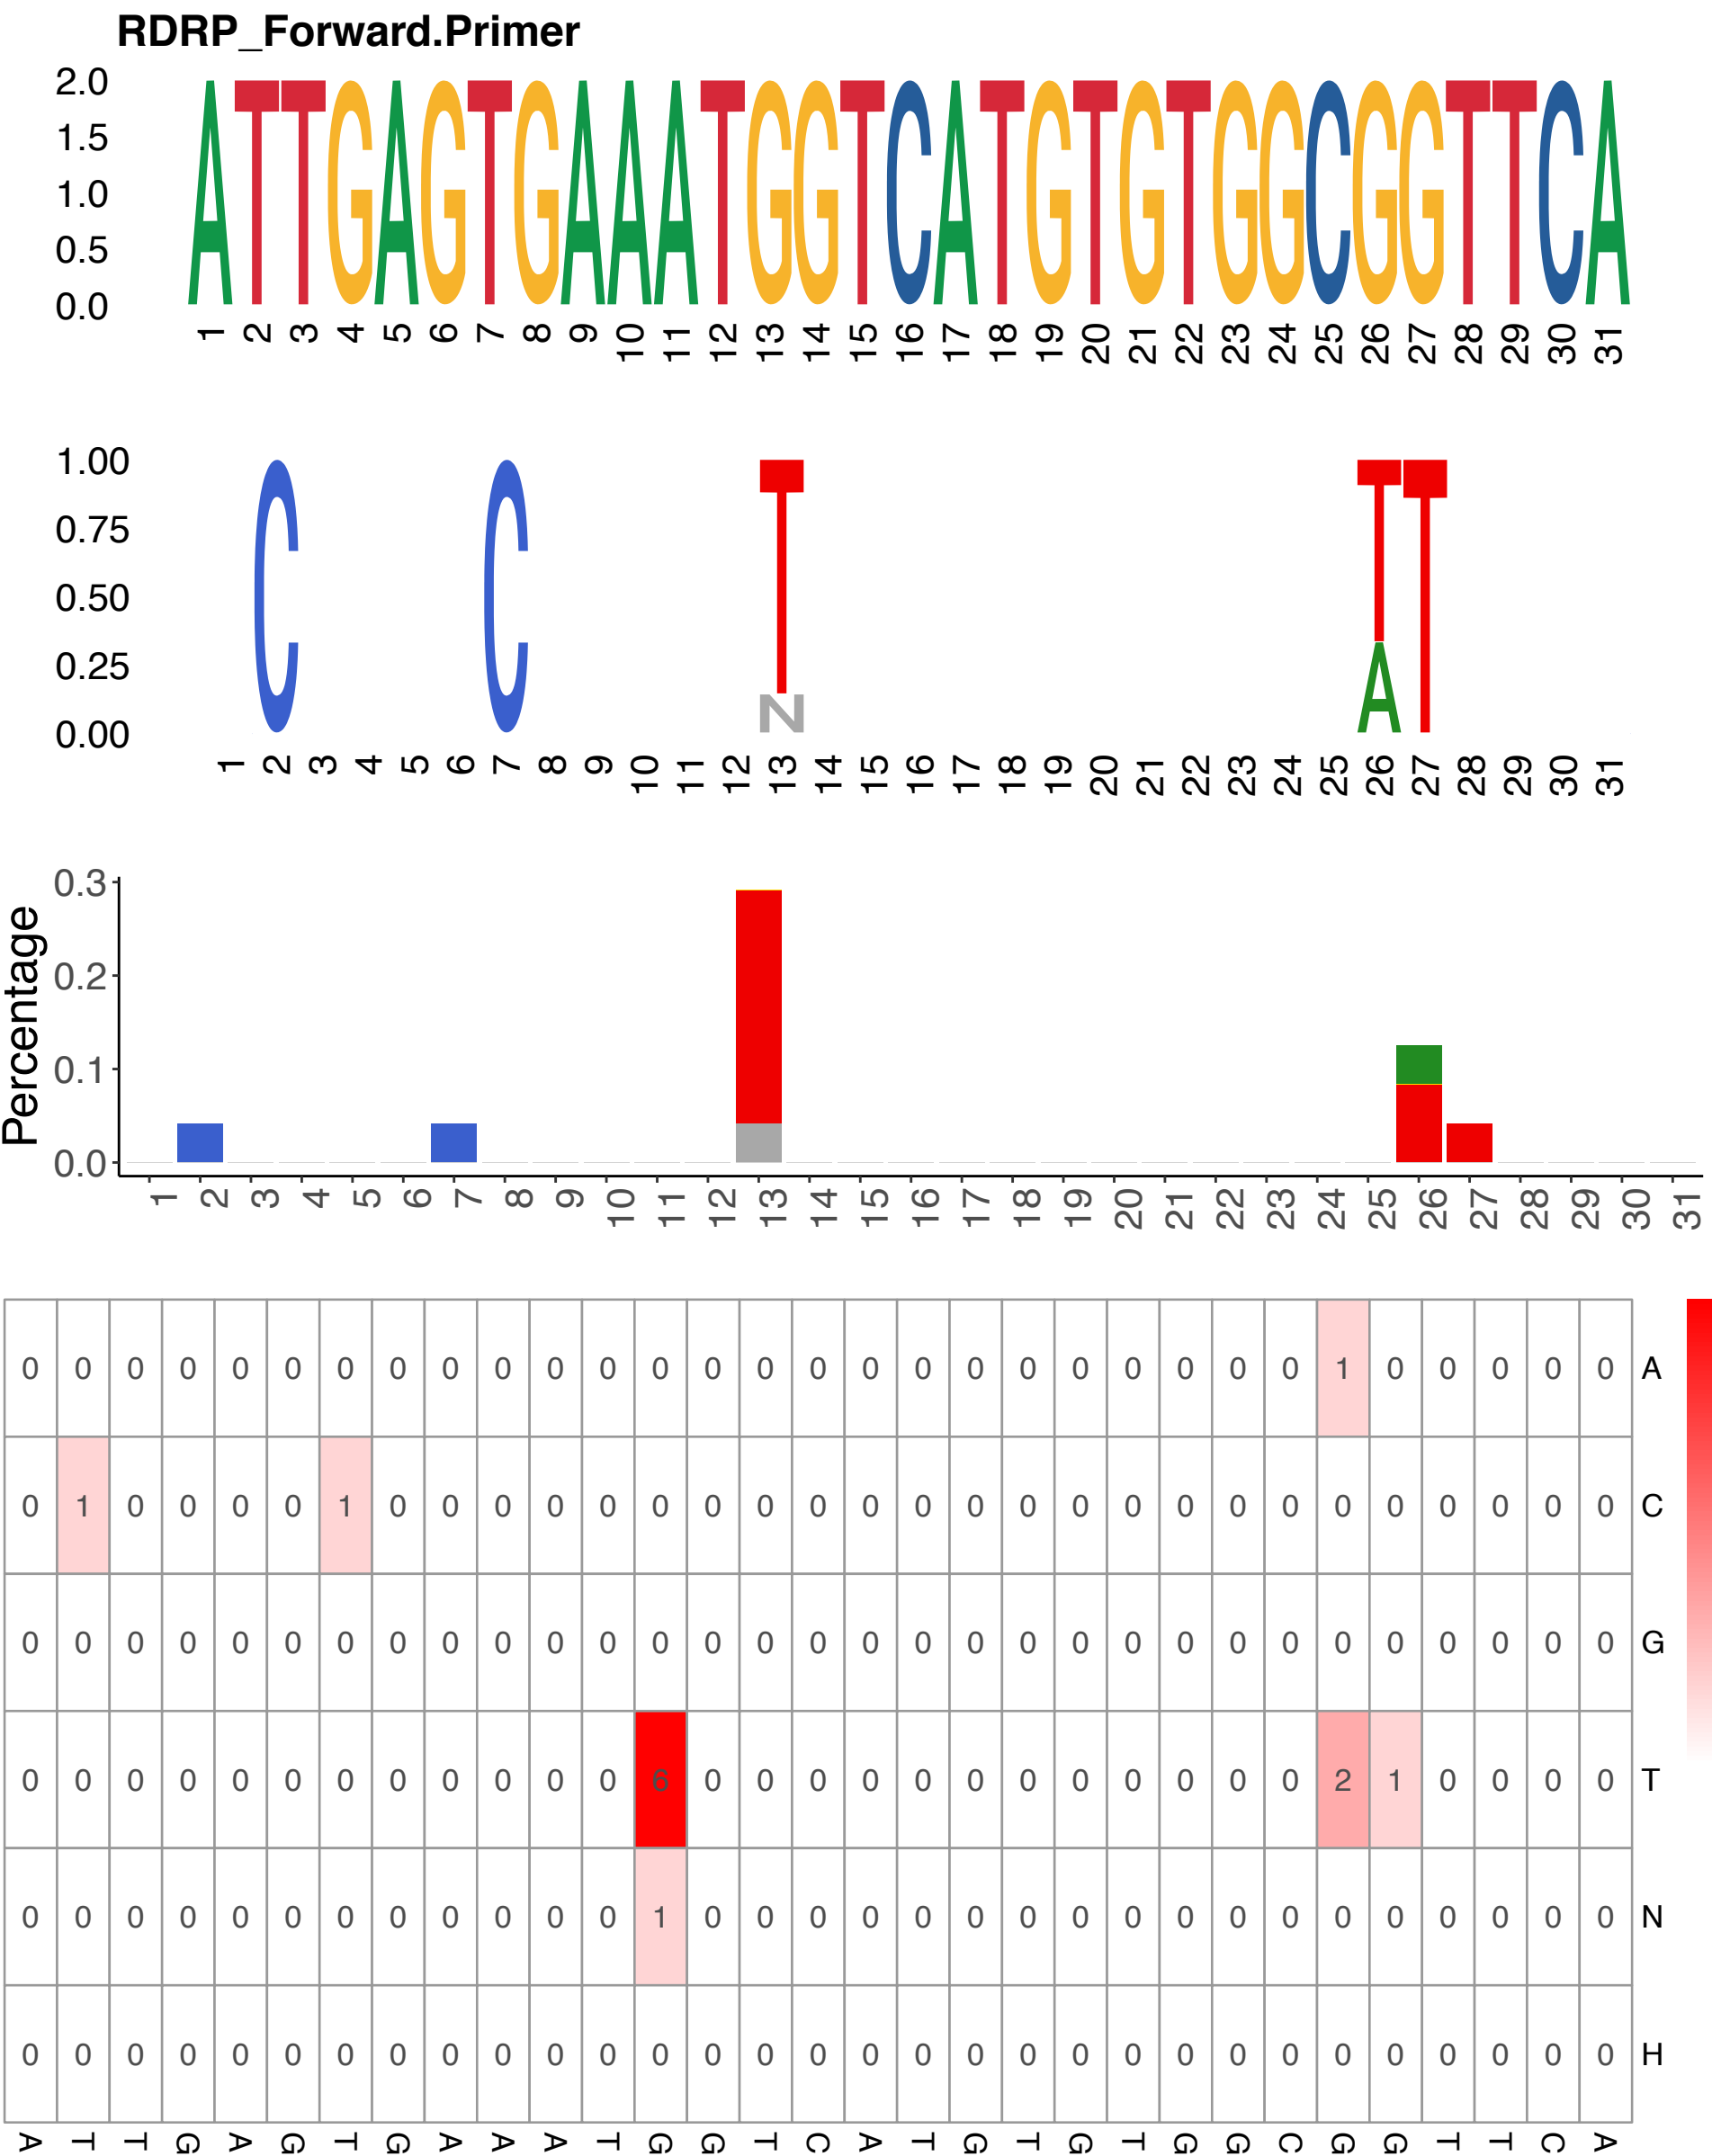 RDRP_Forward.Primer
2.0
1.5
1.0
0.5
0.0
ATTGAGTGAAATGGTCATGTGTGGCGGTTCA
1 2 3 4 5 6 7 8 9 10 11 12 13 14 15 16 17 18 19 20 21 22 23 24 25 26 27 28 29 30 31
1.00
0.75
0.50
0.25
0.00
C C T T T
N A
1 2 3 4 5 6 7 8 9 10 11 12 13 14 15 16 17 18 19 20 21 22 23 24 25 26 27 28 29 30 31
Percentage
0.3
0.2
0.1
0.0
1 2 3 4 5 6 7 8 9 10 11 12 13 14 15 16 17 18 19 20 21 22 23 24 25 26 27 28 29 30 31
0 0 0 0 0 0 0 0 0 0 0 0 0 0 0 0 0 0 0 0 0 0 0 0 0 1 0 0 0 0 0 A
0 1 0 0 0 0 1 0 0 0 0 0 0 0 0 0 0 0 0 0 0 0 0 0 0 0 0 0 0 0 0 C
0 0 0 0 0 0 0 0 0 0 0 0 0 0 0 0 0 0 0 0 0 0 0 0 0 0 0 0 0 0 0 G
0 0 0 0 0 0 0 0 0 0 0 0 6 0 0 0 0 0 0 0 0 0 0 0 0 2 1 0 0 0 0 T
0 0 0 0 0 0 0 0 0 0 0 0 1 0 0 0 0 0 0 0 0 0 0 0 0 0 0 0 0 0 0 N
0 0 0 0 0 0 0 0 0 0 0 0 0 0 0 0 0 0 0 0 0 0 0 0 0 0 0 0 0 0 0 H
A T T G A G T G A A A T G G T C A T G T G T G G C G G T T C A